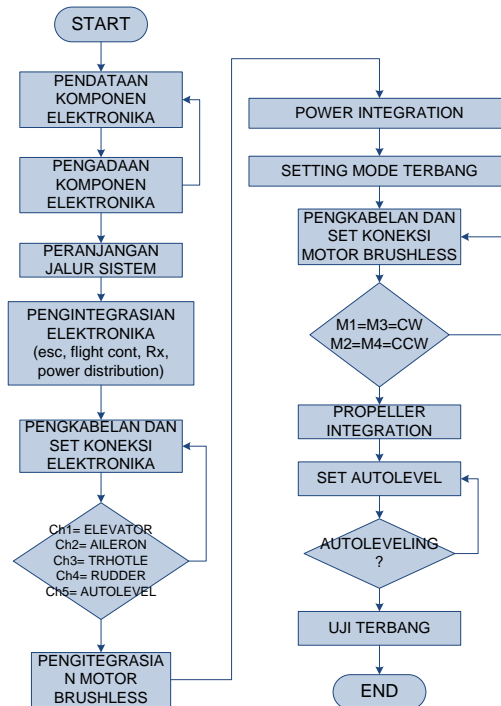 START
PENDATAAN
KOMPONEN
ELEKTRONIKA
PENGADAAN
KOMPONEN
ELEKTRONIKA
PERANJANGAN
JALUR SISTEM
PENGINTEGRASIAN
ELEKTRONIKA
(esc, flight cont, Rx,
power distribution)
PENGKABELAN DAN
SET KONEKSI
ELEKTRONIKA
Ch1= ELEVATOR
Ch2= AILERON
Ch3= TRHOTLE
Ch4= RUDDER
Ch5= AUTOLEVEL
PENGITEGRASIA
N MOTOR
BRUSHLESS
POWER INTEGRATION
SETTING MODE TERBANG
PENGKABELAN DAN
SET KONEKSI
MOTOR BRUSHLESS
M1=M3=CW
M2=M4=CCW
PROPELLER
INTEGRATION
SET AUTOLEVEL
AUTOLEVELING
?
UJI TERBANG
END